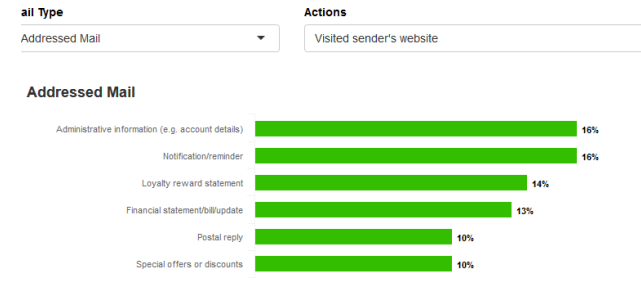 ail Type
Actions
Addressed Mail
Visited sender's website
Addressed Mail
Administrative information (e.g. account details)
16%
Notification/reminder
16%
Loyalty reward statement
14%
Financial statement/bill/update
13%
Postal reply
10%
Special offers or discounts
10%